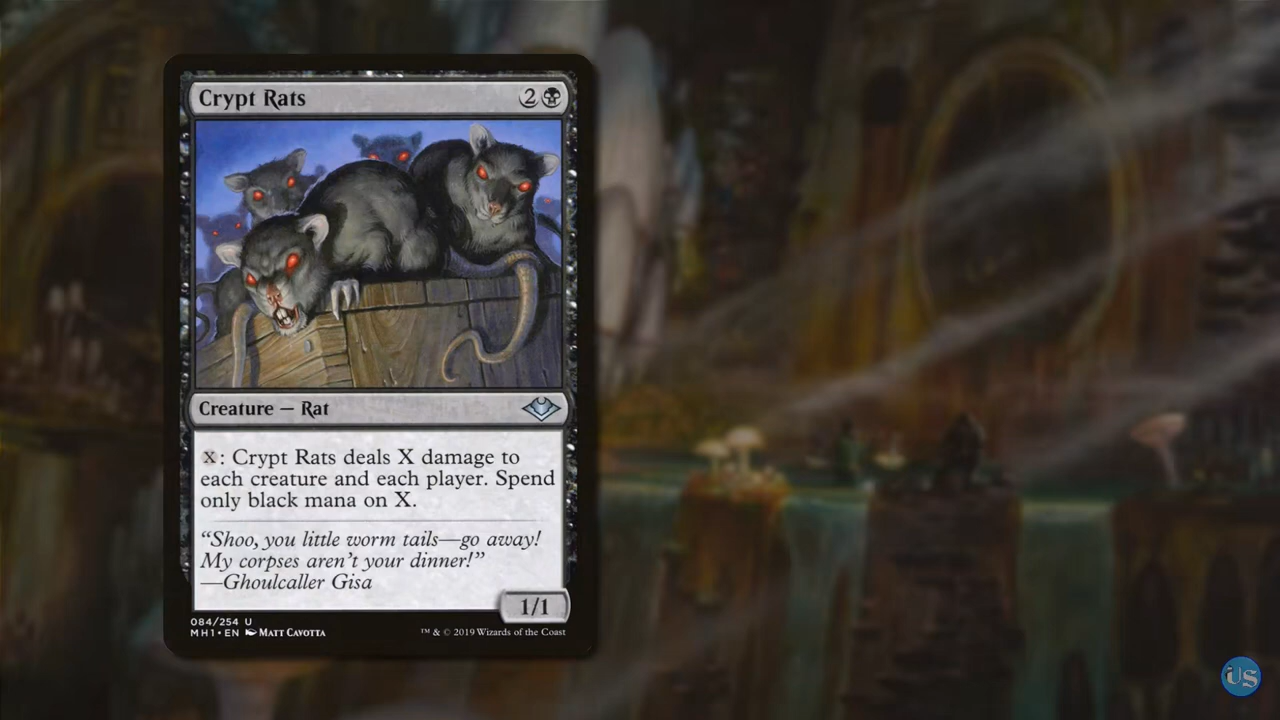 Crypt Rats 2
Creature — Rat
X: Crypt Rats deals X damage to
each creature and each player. Spend
only black mana on X.
“Shoo, you little worm tails—go away!
My corpses aren’t your dinner!”
—Ghoulcaller Gisa
1/1
084/254 U
MH1 • EN Matt Cavotta
™ & © 2019 Wizards of the Coast
US